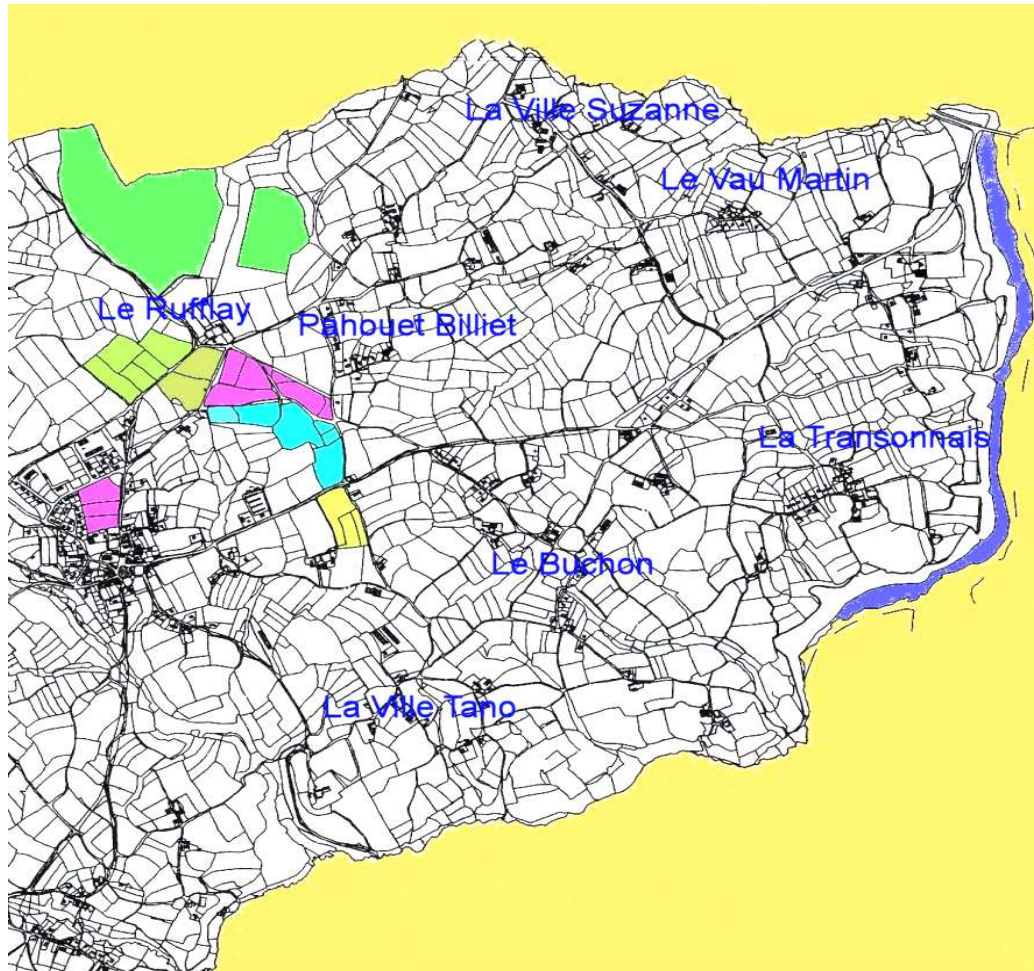 La Ville Suzanne
Le Vau Martin
Le Rufflay
Pahouet Billiet
La Transonnais
Le Buchon
La Ville Tano